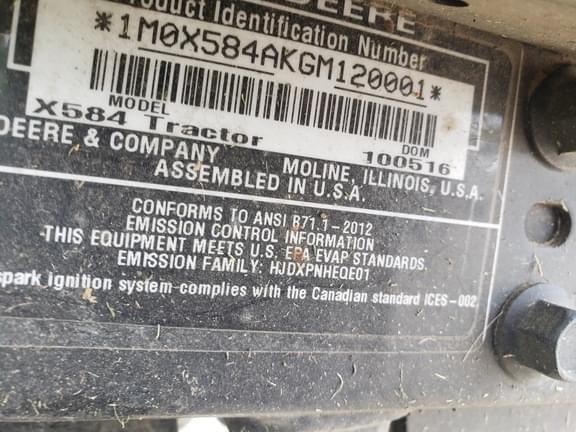 DEERE
Product Identification Number
*1M0X584AKGM120001*
MODEL DOM
X584 Tractor 100516
DEERE & COMPANY MOLINE, ILLINOIS, U.S.A.
ASSEMBLED IN U.S.A.
CONFORMS TO ANSI B71.1-2012
EMISSION CONTROL INFORMATION
THIS EQUIPMENT MEETS U.S. EPA EVAP STANDARDS.
EMISSION FAMILY: HJDXPNHEQE01
spark ignition system complies with the Canadian standard ICES-002.